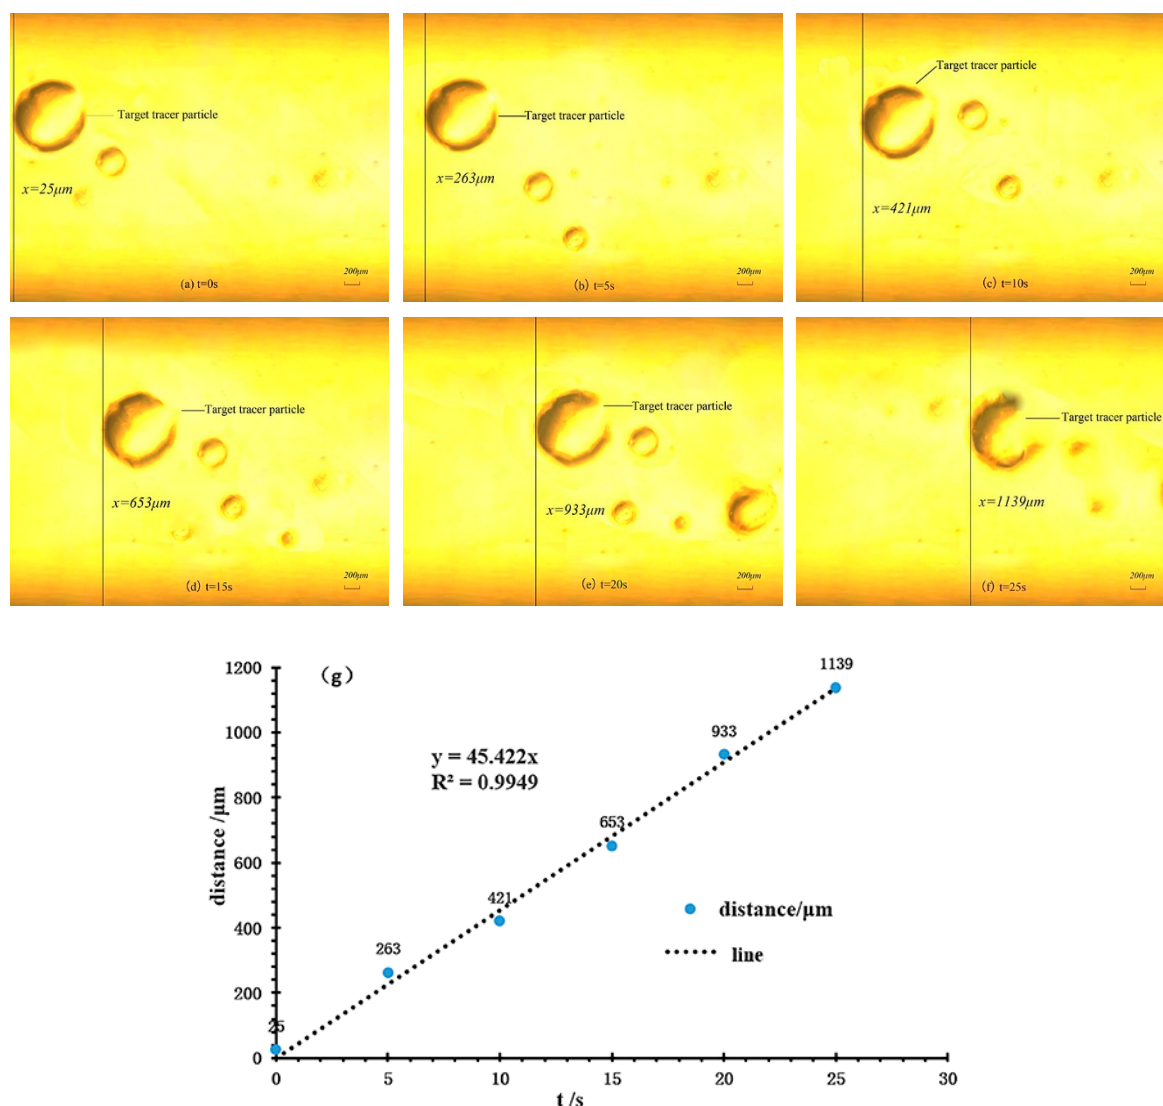 Target tracer particle
x=25μm
200μm
(a) t=0s
Target tracer particle
x=263μm
200μm
(b) t=5s
Target tracer particle
x=421μm
200μm
(c) t=10s
Target tracer particle
x=653μm
200μm
(d) t=15s
Target tracer particle
x=933μm
200μm
(e) t=20s
Target tracer particle
x=1139μm
200μm
(f) t=25s
(g)
1200
1000
800
600
400
200
0
distance /μm
y = 45.422x
R² = 0.9949
25
263
421
653
933
1139
distance/μm
line
0 5 10 15 20 25 30
t /s